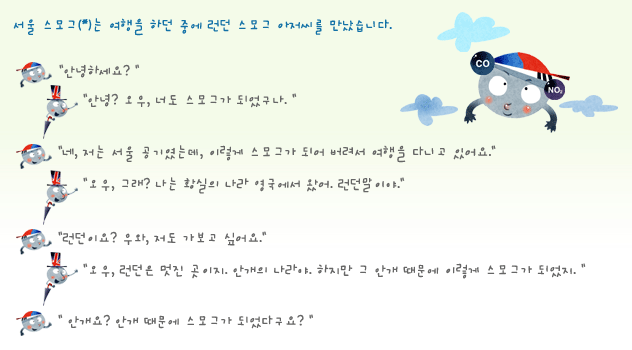 서울 스모그(*)는 여행을 하던 중에 런던 스모그 아저씨를 만났습니다.
CO
NO₂
"안녕하세요? "
"안녕? 오우, 너도 스모그가 되었구나. "
"네, 저는 서울 공기였는데, 이렇게 스모그가 되어 버려서 여행을 다니고 있어요."
"오우, 그래? 나는 황실의 나라 영국에서 왔어. 런던말이야."
"런던이요? 우와, 저도 가보고 싶어요."
"오우, 런던은 멋진 곳이지. 안개의 나라야. 하지만 그 안개 때문에 이렇게 스모그가 되었지. "
" 안개요? 안개 때문에 스모그가 되었다구요? "